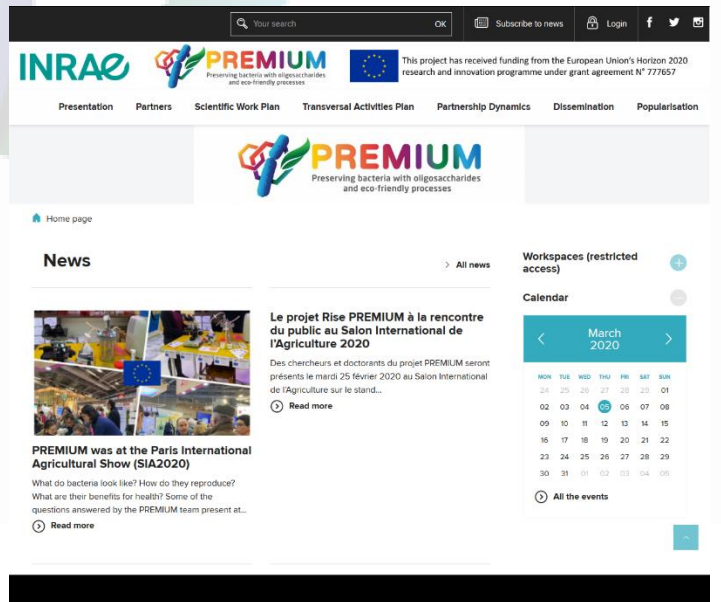 Your search OK Subscribe to news Login
INRAE PREMIUM
Preserving bacteria with oligosaccharides
and eco-friendly processes
This project has received funding from the European Union's Horizon 2020
research and innovation programme under grant agreement N° 777657
Presentation Partners Scientific Work Plan Transversal Activities Plan Partnership Dynamics Dissemination Popularisation
PREMIUM
Preserving bacteria with oligosaccharides
and eco-friendly processes
Home page
News
> All news
Le projet Rise PREMIUM à la rencontre
du public au Salon International de
l'Agriculture 2020
Des chercheurs et doctorants du projet PREMIUM seront
présents le mardi 25 février 2020 au Salon International
de l'Agriculture sur le stand...
Read more
PREMIUM was at the Paris International
Agricultural Show (SIA2020)
What do bacteria look like? How do they reproduce?
What are their benefits for health? Some of the
questions answered by the PREMIUM team present at...
Read more
Workspaces (restricted
access)
Calendar
March
2020
MON TUE WED THU FRI SAT SUN
24 25 26 27 28 29 01
02 03 04 05 06 07 08
09 10 11 12 13 14 15
16 17 18 19 20 21 22
23 24 25 26 27 28 29
30 31 01 02 03 04 05
All the events